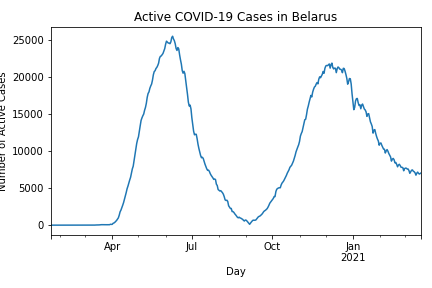 Active COVID-19 Cases in Belarus
Number of Active Cases
25000
20000
15000
10000
5000
0
Apr
Jul
Oct
Jan
2021
Day